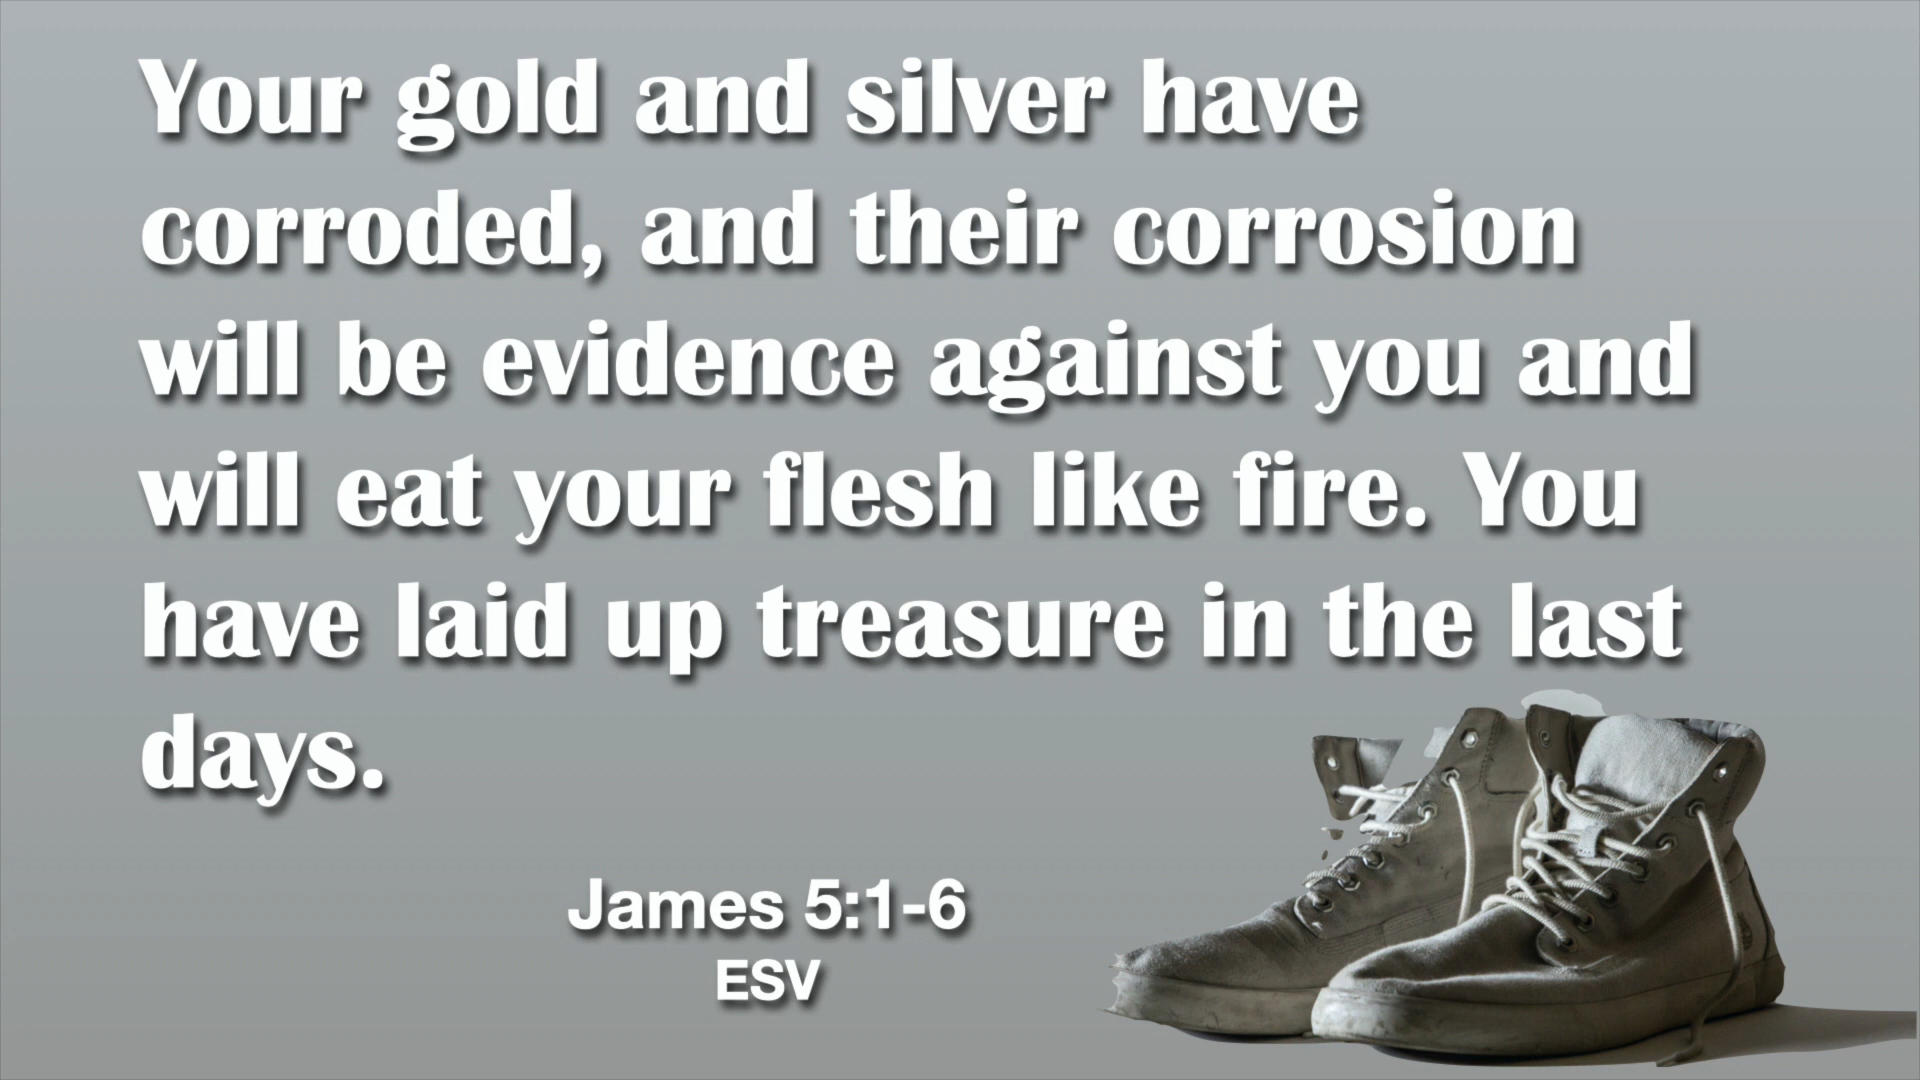 Your gold and silver have
corroded, and their corrosion
will be evidence against you and
will eat your flesh like fire. You
have laid up treasure in the last
days.
James 5:1-6
ESV